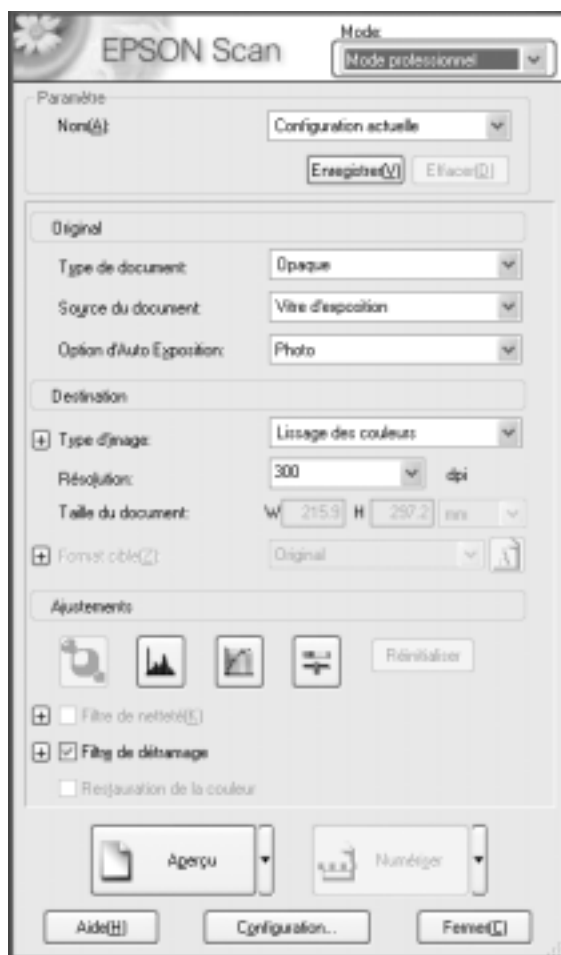 EPSON Scan
Mode:
Mode professionnel
Paramètre
Nom(A):
Configuration actuelle
Enregistrer(V)
Effacer(D)
Original
Type de document:
Opaque
Source du document:
Vitre d'exposition
Option d'Auto Exposition:
Photo
Destination
Type d'image:
Lissage des couleurs
Résolution:
300
dpi
Taille du document:
W 215.9 H 297.2 mm
Format cible(Z):
Original
Ajustements
Réinitialiser
Filtre de netteté(K)
Filtre de détramage
Restauration de la couleur
Aperçu
Numériser
Aide(H)
Configuration...
Fermer(C)